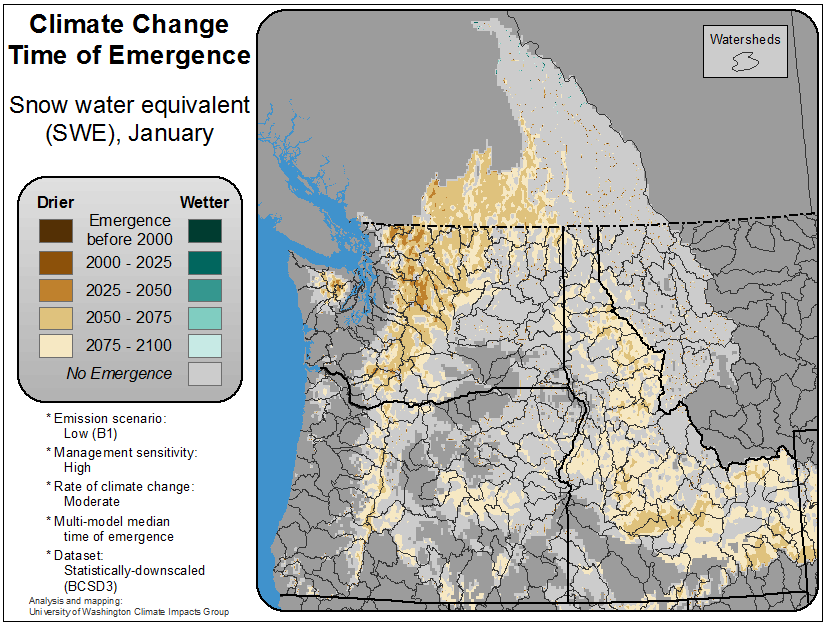 Climate Change
Time of Emergence
Snow water equivalent
(SWE), January
Drier
Wetter
Emergence
before 2000
2000 - 2025
2025 - 2050
2050 - 2075
2075 - 2100
No Emergence
* Emission scenario:
Low (B1)
* Management sensitivity:
High
* Rate of climate change:
Moderate
* Multi-model median
time of emergence
* Dataset:
Statistically-downscaled
(BCSD3)
Analysis and mapping:
University of Washington Climate Impacts Group
Watersheds